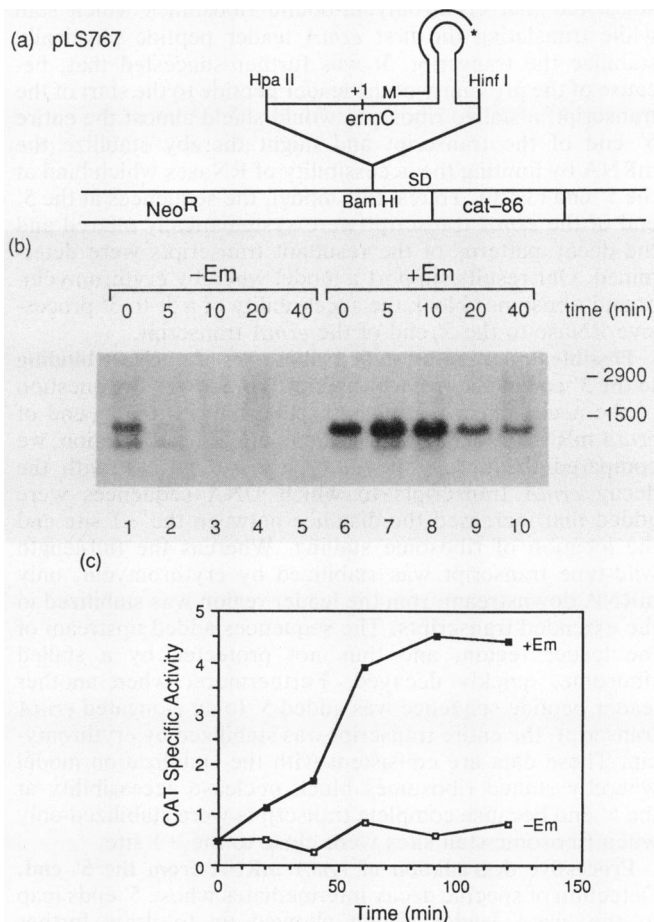 (a) pLS767
*
Hpa II
+1
M
Hinf I
ermC
SD
NeoR
Bam HI
cat–86
(b)
–Em
+Em
0 5 10 20 40 0 5 10 20 40 time (min)
–2900
–1500
1 2 3 4 5 6 7 8 9 10
(c)
5
4
3
2
1
0
CAT Specific Activity
+Em
–Em
0 50 100 150
Time (min)